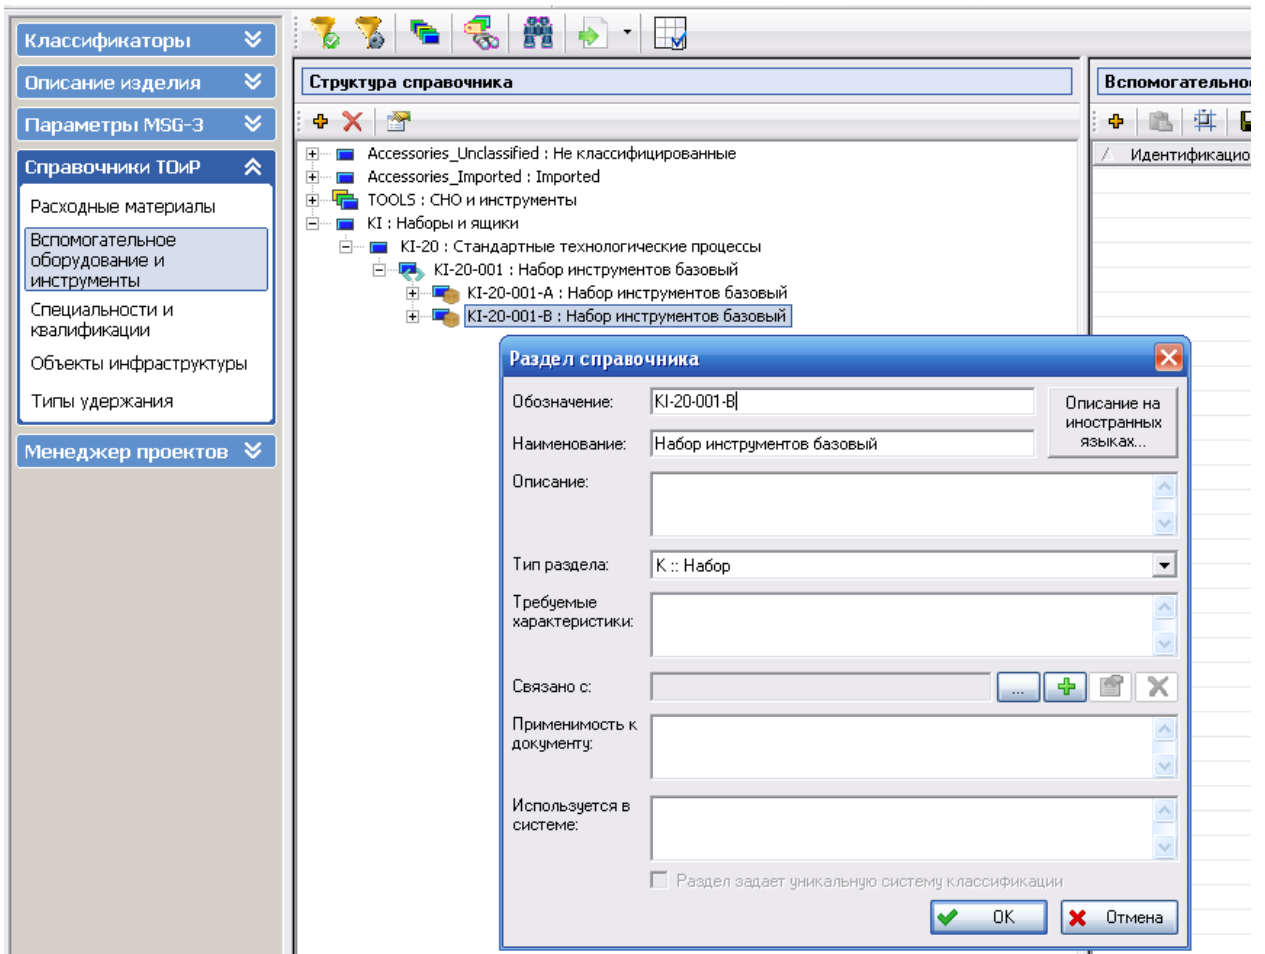 Классификаторы
Описание изделия
Параметры MSG-3
Справочники ТОиР
Расходные материалы
Вспомогательное
оборудование и
инструменты
Специальности и
квалификации
Объекты инфраструктуры
Типы удержания
Менеджер проектов
Структура справочника
Accessories_Unclassified : Не классифицированные
Accessories_Imported : Imported
TOOLS : СНО и инструменты
KI : Наборы и ящики
KI-20 : Стандартные технологические процессы
KI-20-001 : Набор инструментов базовый
KI-20-001-A : Набор инструментов базовый
KI-20-001-B : Набор инструментов базовый
Вспомогательно
Идентификацио
Раздел справочника
Обозначение:
KI-20-001-B
Описание на
иностранных
языках...
Наименование:
Набор инструментов базовый
Описание:
Тип раздела:
K :: Набор
Требуемые
характеристики:
Связано с:
...
Применимость к
документу:
Используется в
системе:
Раздел задает уникальную систему классификации
OK
Отмена